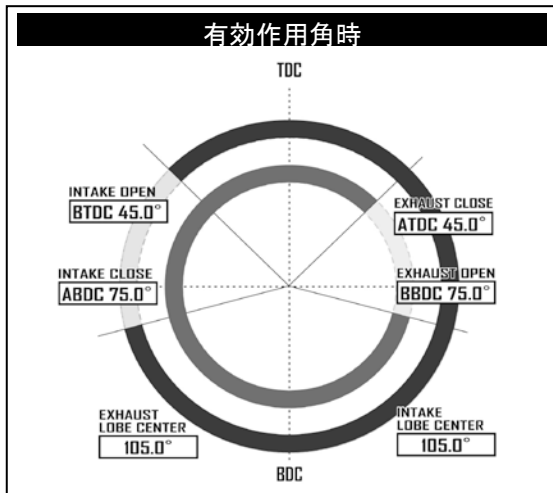 有効作用角時
TDC
INTAKE OPEN
BTDC 45.0°
EXHAUST CLOSE
ATDC 45.0°
INTAKE CLOSE
ABDC 75.0°
EXHAUST OPEN
BBDC 75.0°
EXHAUST
LOBE CENTER
105.0°
INTAKE
LOBE CENTER
105.0°
BDC